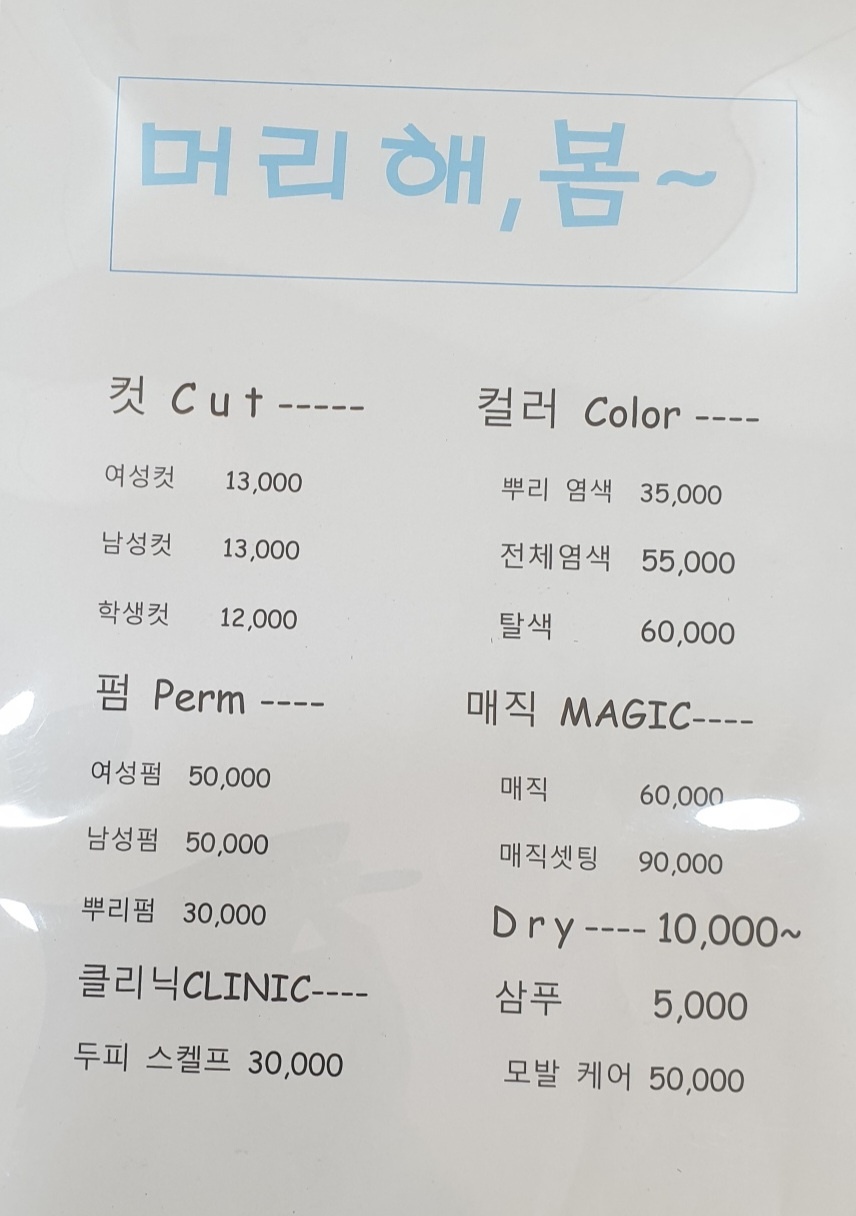 머리해,봄~
컷 Cut -----
여성컷 13,000
남성컷 13,000
학생컷 12,000
펌 Perm ----
여성펌 50,000
남성펌 50,000
뿌리펌 30,000
클리닉CLINIC----
두피 스켈프 30,000
컬러 Color ----
뿌리 염색 35,000
전체염색 55,000
탈색 60,000
매직 MAGIC----
매직 60,000
매직셋팅 90,000
Dry ---- 10,000~
삼푸 5,000
모발 케어 50,000